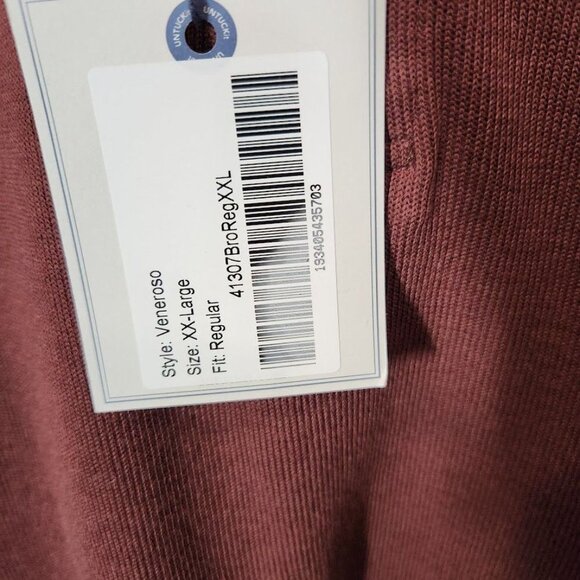 UNTUCKit
Style: Veneroso
Size: XX-Large
Fit: Regular
41307BroRegXXL
193405435703